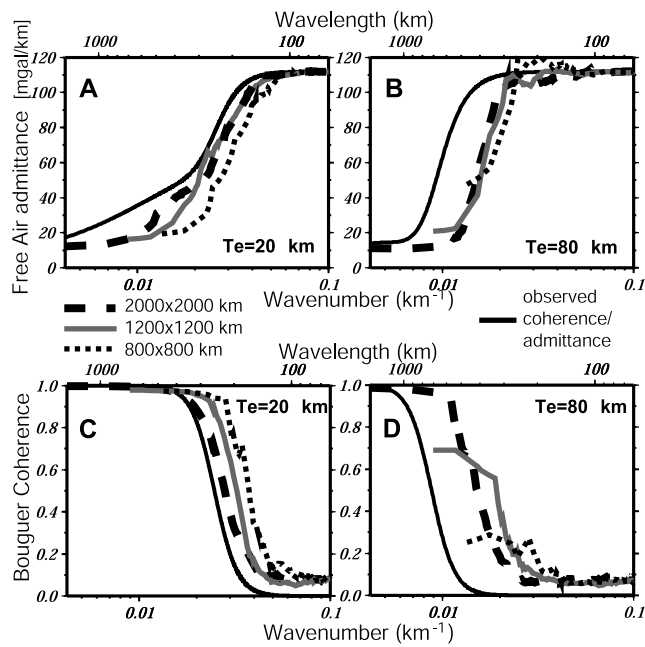 Wavelength (km)
1000 100
1000 100
Free Air admittance [mgal/km]
120
100
80
60
40
20
0
A
Te=20 km
0.01 0.1
120
100
80
60
40
20
0
B
Te=80 km
0.01 0.1
Wavenumber (km-1)
2000x2000 km
1200x1200 km
800x800 km
observed
coherence/
admittance
Wavelength (km)
1000 100
1000 100
Bouguer Coherence
1.0
0.8
0.6
0.4
0.2
0.0
C
Te=20 km
0.01 0.1
1.0
0.8
0.6
0.4
0.2
0.0
D
Te=80 km
0.01 0.1
Wavenumber (km-1)